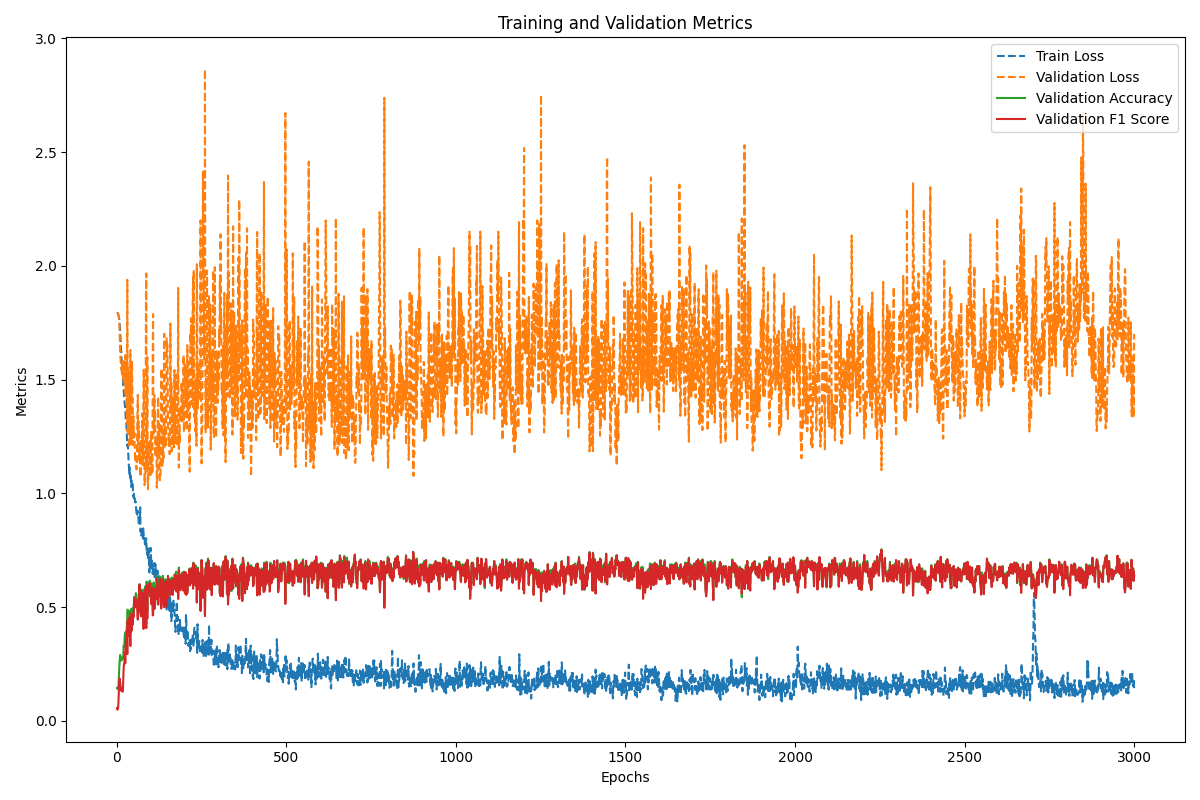 Training and Validation Metrics
Train Loss
Validation Loss
Validation Accuracy
Validation F1 Score
Metrics
3.0
2.5
2.0
1.5
1.0
0.5
0.0
0
500
1000
1500
2000
2500
3000
Epochs